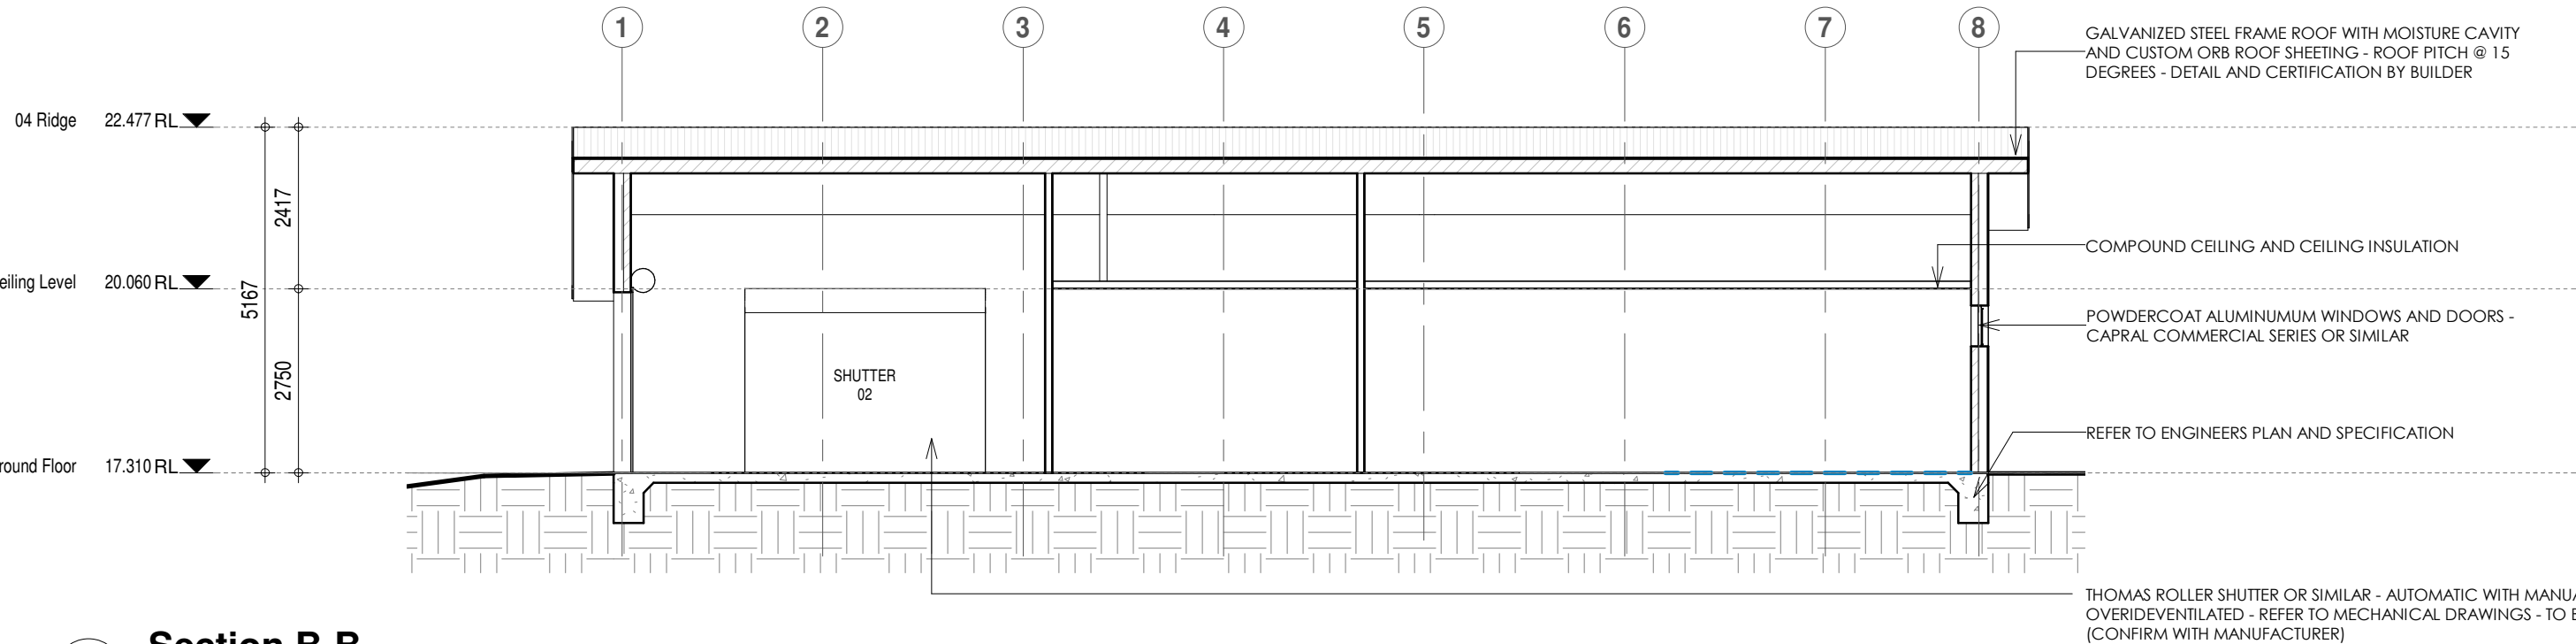 1 2 3 4 5 6 7 8
GALVANIZED STEEL FRAME ROOF WITH MOISTURE CAVITY
AND CUSTOM ORB ROOF SHEETING - ROOF PITCH @ 15
DEGREES - DETAIL AND CERTIFICATION BY BUILDER
04 Ridge 22.477 RL
2417
COMPOUND CEILING AND CEILING INSULATION
eiling Level 20.060 RL
5167
POWDERCOAT ALUMINUMUM WINDOWS AND DOORS -
CAPRAL COMMERCIAL SERIES OR SIMILAR
2750
SHUTTER
02
REFER TO ENGINEERS PLAN AND SPECIFICATION
round Floor 17.310 RL
THOMAS ROLLER SHUTTER OR SIMILAR - AUTOMATIC WITH MANUA
OVERIDEVENTILATED - REFER TO MECHANICAL DRAWINGS - TO
(CONFIRM WITH MANUFACTURER)
Section B-B